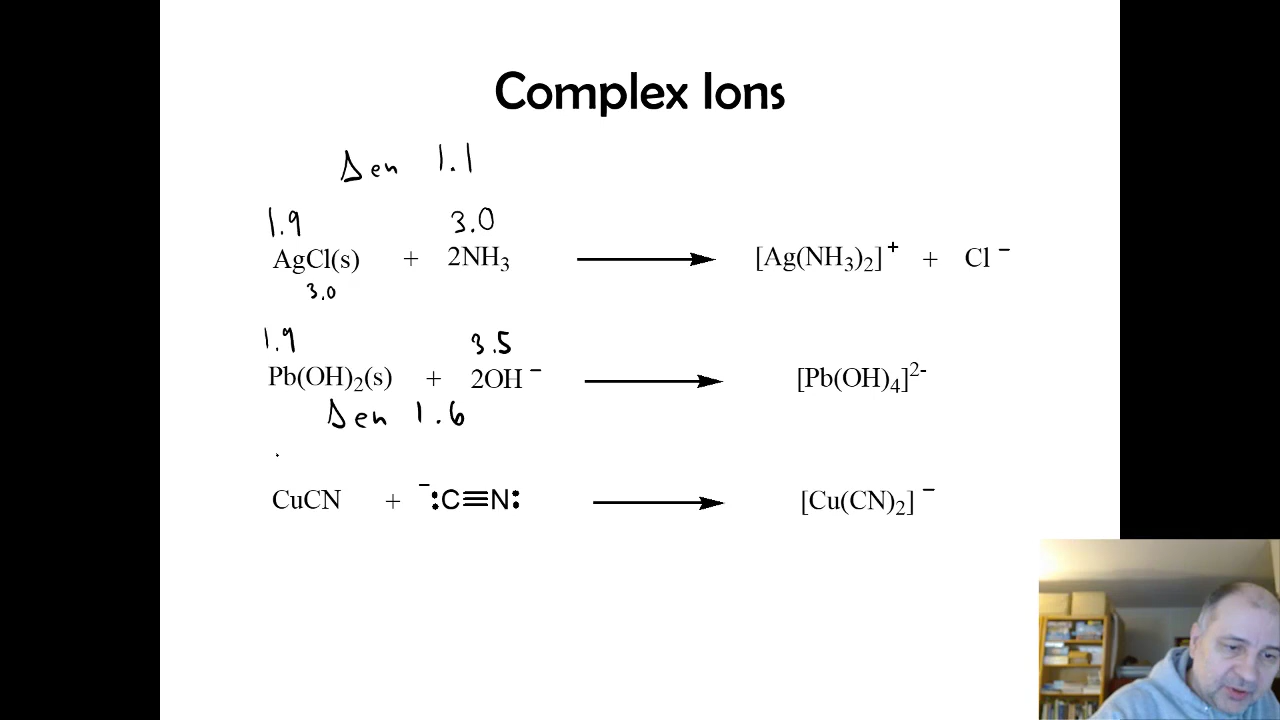 Complex Ions
Δen 1.1
1.9 3.0
AgCl(s) + 2NH₃ ⟶ [Ag(NH₃)₂]⁺ + Cl⁻
3.0
1.9 3.5
Pb(OH)₂(s) + 2OH⁻ ⟶ [Pb(OH)₄]²⁻
Δen 1.6
CuCN + ⁻:C≡N: ⟶ [Cu(CN)₂]⁻